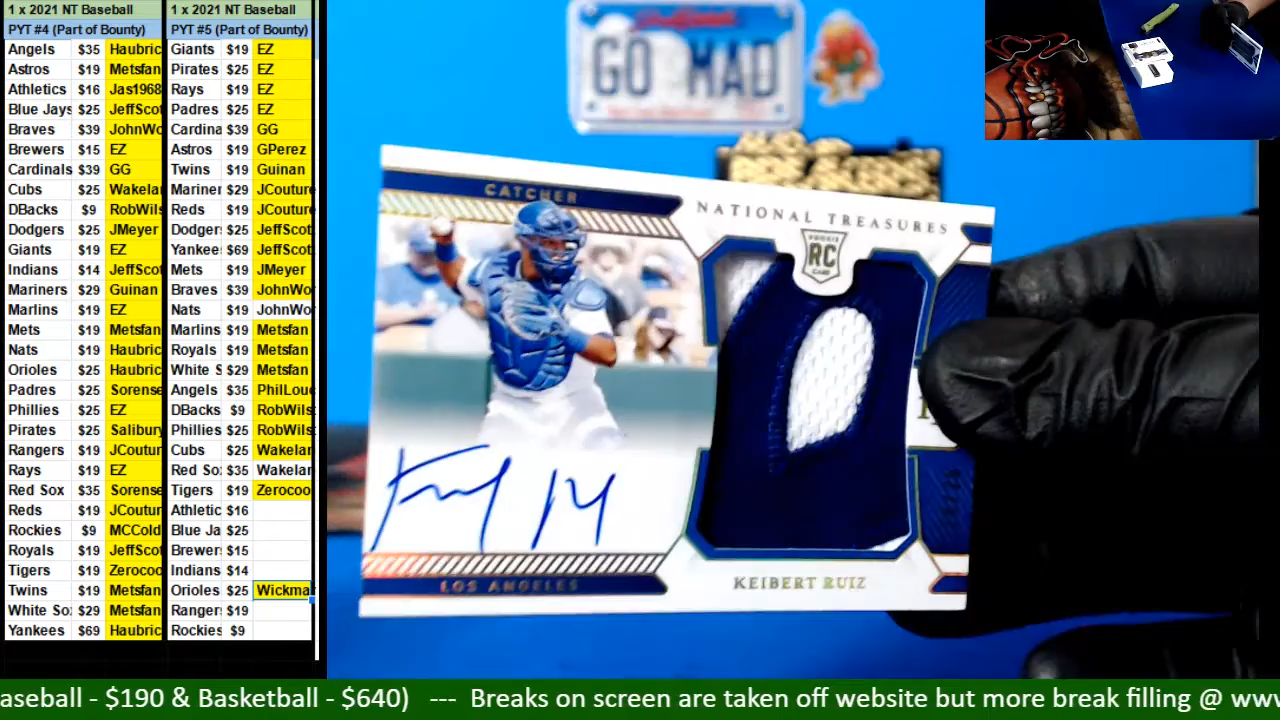 1 x 2021 NT Baseball
PYT #4 (Part of Bounty)
Angels $35 Haubric
Astros $19 Metsfan
Athletics $16 Jas1968
Blue Jays $25 JeffScot
Braves $39 JohnWo
Brewers $15 EZ
Cardinals $39 GG
Cubs $25 Wakelar
DBacks $9 RobWils
Dodgers $25 JMeyer
Giants $19 EZ
Indians $14 JeffScot
Mariners $29 Guinan
Marlins $19 EZ
Mets $19 Metsfan
Nats $19 Haubric
Orioles $25 Haubric
Padres $25 Sorense
Phillies $25 EZ
Pirates $25 Salibury
Rangers $19 JCoutur
Rays $19 EZ
Red Sox $35 Sorense
Reds $19 JCoutur
Rockies $9 MCCold
Royals $19 JeffScot
Tigers $19 Zerocoo
Twins $19 Metsfan
White So $29 Metsfan
Yankees $69 Haubric
1 x 2021 NT Baseball
PYT #5 (Part of Bounty)
Giants $19 EZ
Pirates $25 EZ
Rays $19 EZ
Padres $25 EZ
Cardina $39 GG
Astros $19 GPerez
Twins $19 Guinan
Mariner $29 JCouture
Reds $19 JCouture
Dodger $25 JeffScot
Yankee $69 JeffScot
Mets $19 JMeyer
Braves $39 JohnWo
Nats $19 JohnWo
Marlins $19 Metsfan
Royals $19 Metsfan
White S $29 Metsfan
Angels $35 PhilLou
DBacks $9 RobWils
Phillies $25 RobWils
Cubs $25 Wakelar
Red So $35 Wakelar
Tigers $19 Zerocoo
Athletic $16
Blue Ja $25
Brewer $15
Indians $14
Orioles $25 Wickma
Ranger $19
Rockies $9
GO MAD
CATCHER
NATIONAL TREASURES
ROOKIE
RC
CARD
LOS ANGELES
KEIBERT RUIZ
aseball - $190 & Basketball - $640) --- Breaks on screen are taken off website but more break filling @ www